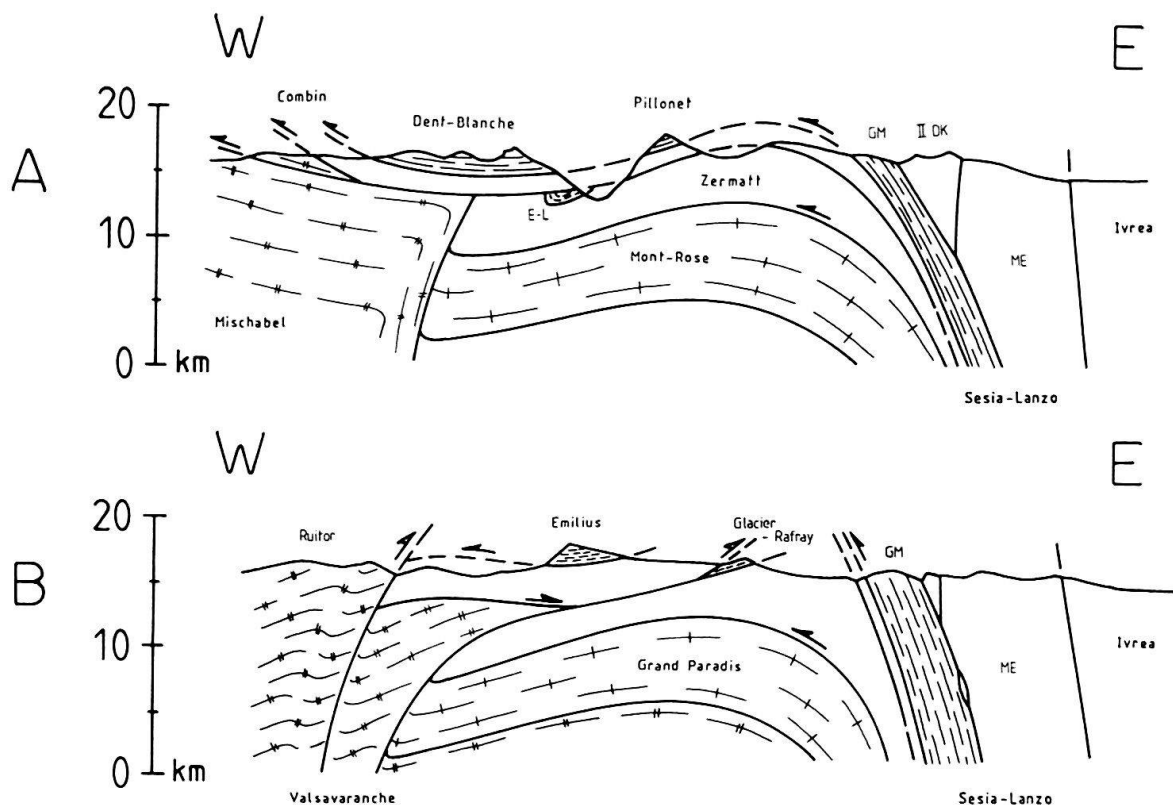 W E
20
Combin
Dent-Blanche
Pillonet
GM II DK
A
Zermatt
E-L
10
Mont-Rose
ME
Ivrea
Mischabel
0 km
Sesia-Lanzo
W E
20
Ruitor
Emilius
Glacier
- Rafray
GM
B
10
Grand Paradis
ME
Ivrea
0 km
Valsavaranche
Sesia-Lanzo